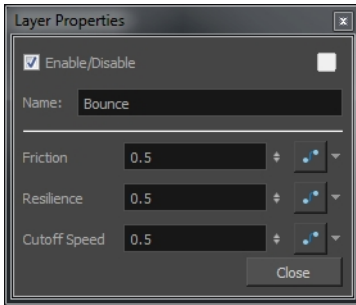 Layer Properties
Enable/Disable
Name: Bounce
Friction 0.5
Resilience 0.5
Cutoff Speed 0.5
Close